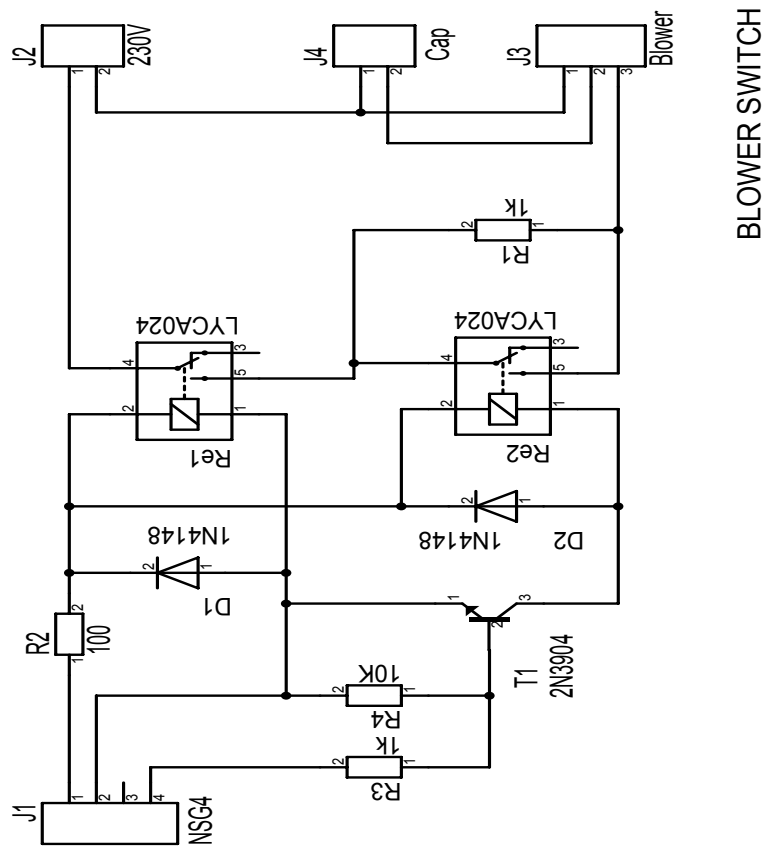 BLOWER SWITCH
J2
1
2
230V
J4
1
2
Cap
J3
1
2
3
Blower
R1
1k
2
1
LYCA024
4
3
5
2
1
Re1
LYCA024
4
3
5
2
1
Re2
1N4148
2
1
D1
1N4148
2
1
D2
R2
100
1
2
T1
2N3904
1
2
3
R4
10K
2
1
R3
1k
2
1
J1
1
2
3
4
NSG4